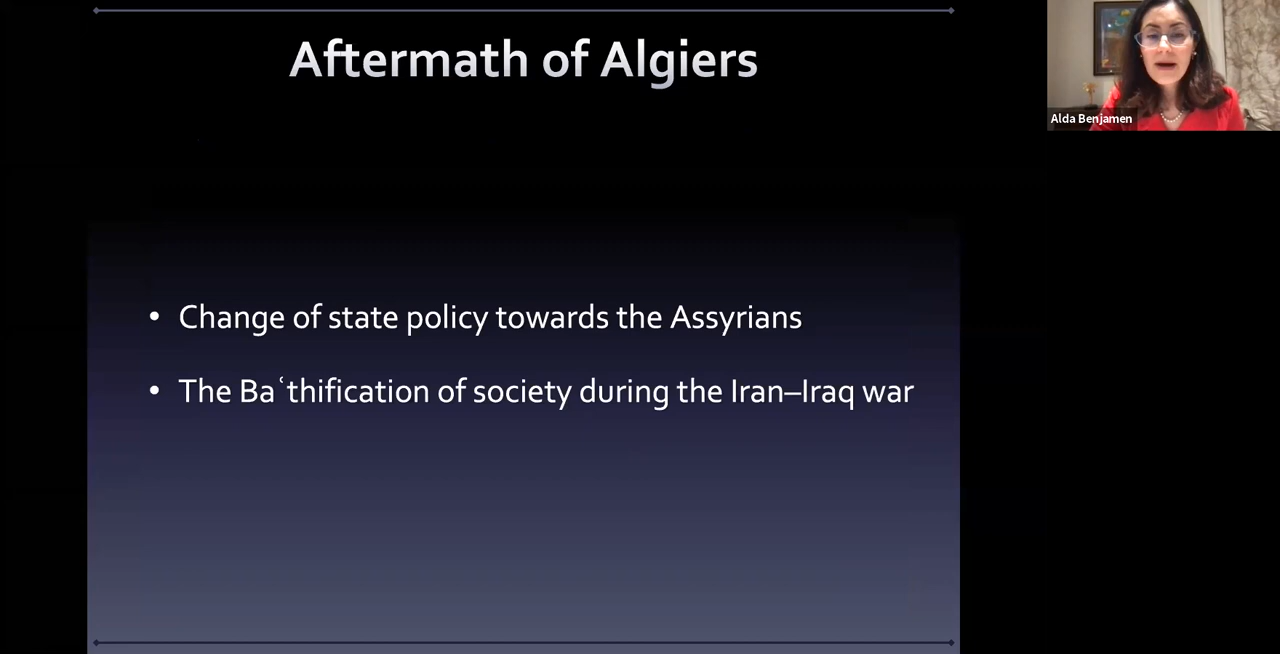 Aftermath of Algiers
Alda Benjamen
• Change of state policy towards the Assyrians
• The Baʿthification of society during the Iran–Iraq war